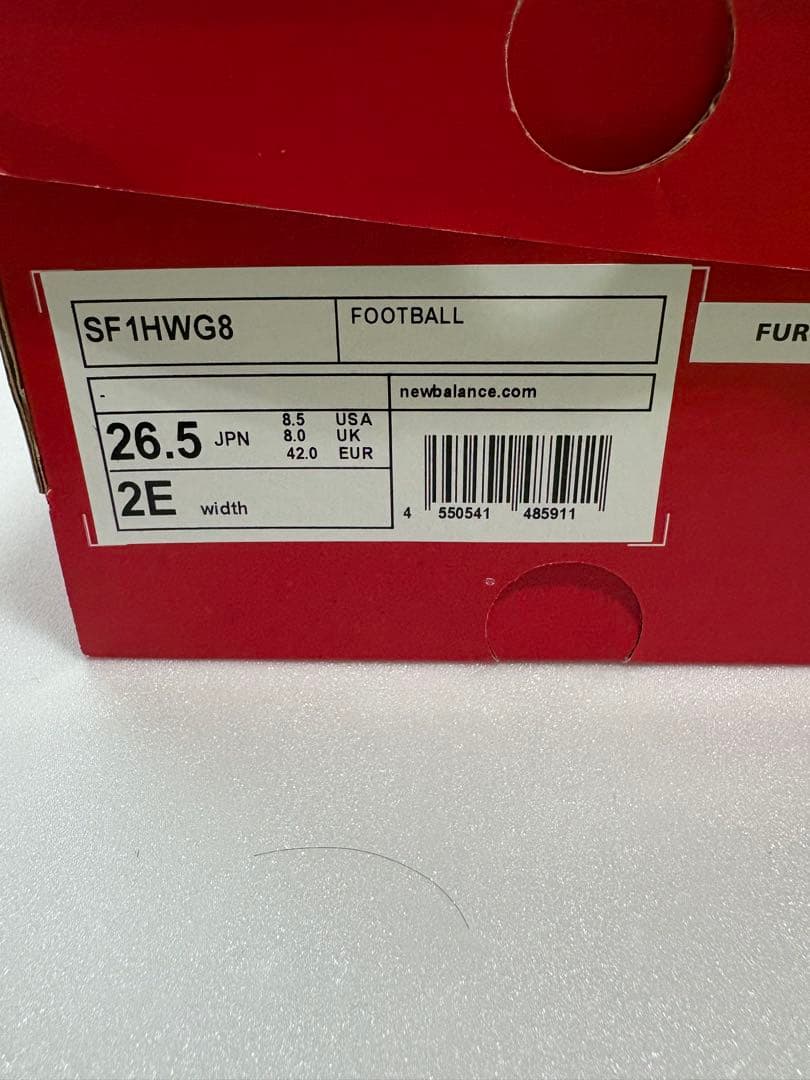 SF1HWG8
FOOTBALL
FUR
-
newbalance.com
26.5 JPN
8.5 USA
8.0 UK
42.0 EUR
2E width
4 550541 485911